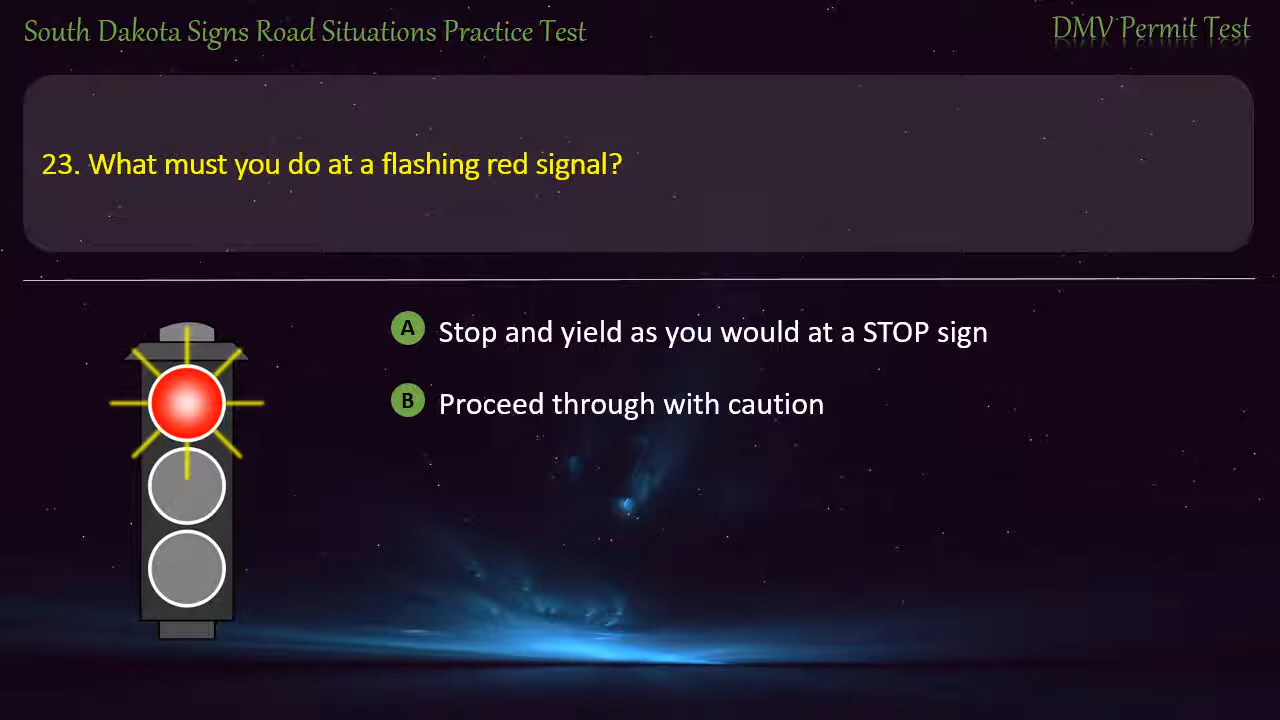 South Dakota Signs Road Situations Practice Test
DMV Permit Test
23. What must you do at a flashing red signal?
A Stop and yield as you would at a STOP sign
B Proceed through with caution